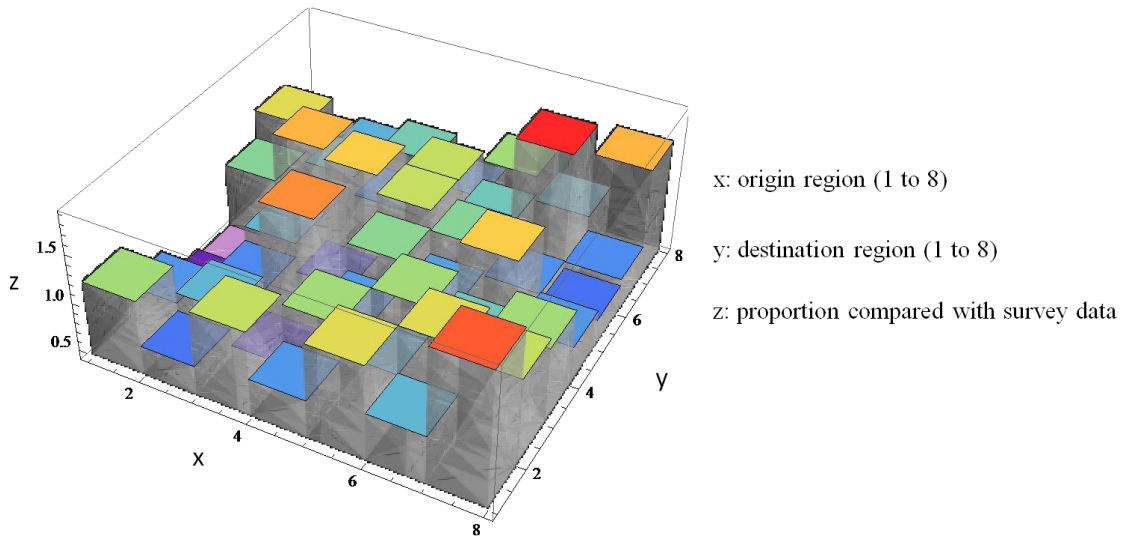 1.5
z
1.0
0.5
2
4
6
8
x
2
4
6
8
y
x: origin region (1 to 8)
y: destination region (1 to 8)
z: proportion compared with survey data